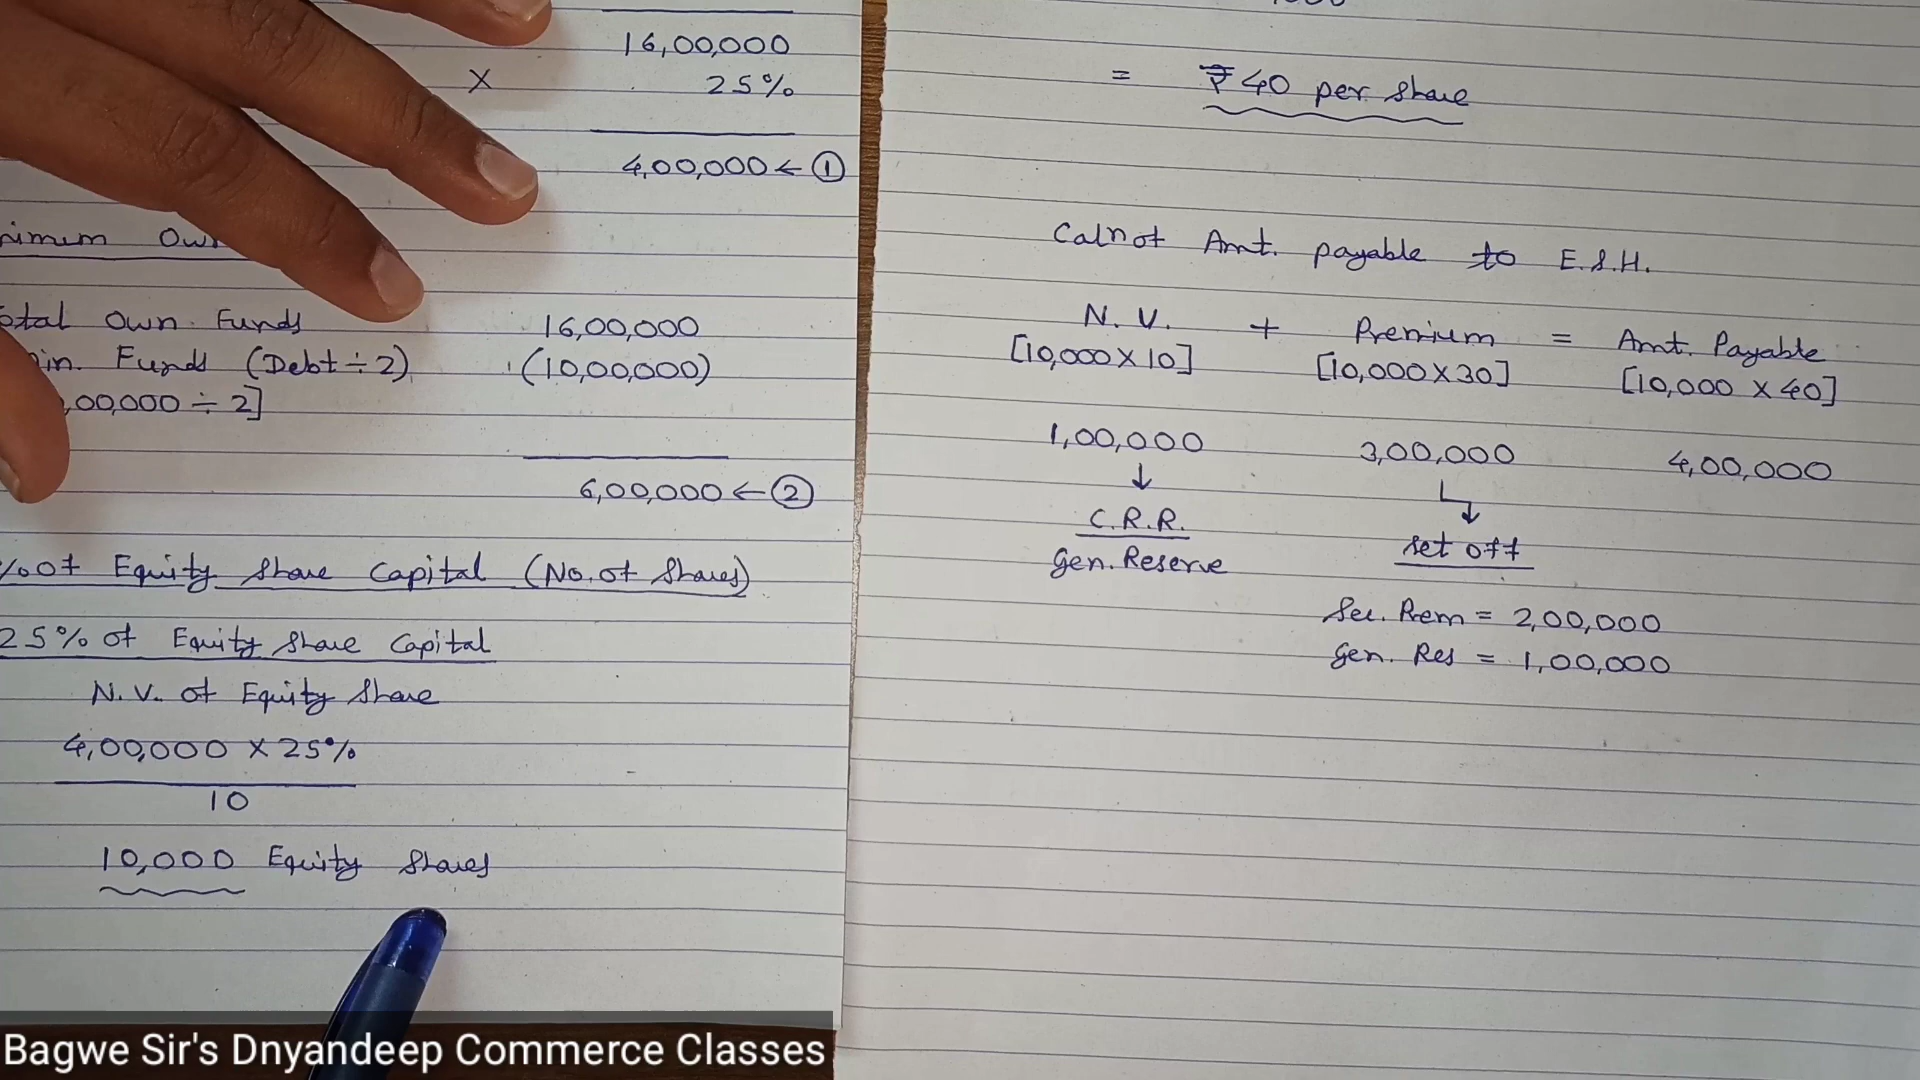 16,00,000
X 25%
4,00,000 ← ①
Own
Own Funds 16,00,000
Funds (Debt ÷ 2) (10,00,000)
,00,000 ÷ 2]
6,00,000 ← ②
% of Equity Share Capital (No. of Shares)
25% of Equity Share Capital
N.V. of Equity Share
4,00,000 X 25%
10
10,000 Equity Shares
= ₹40 per share
Calnof Amt. payable to E.S.H.
N.V. + Premium = Amt. Payable
[10,000 X 10] [10,000 X 30] [10,000 X 40]
1,00,000 3,00,000 4,00,000
↓ ↳
C.R.R. set off
Gen. Reserve
Sec. Prem = 2,00,000
Gen. Res = 1,00,000
Bagwe Sir's Dnyandeep Commerce Classes